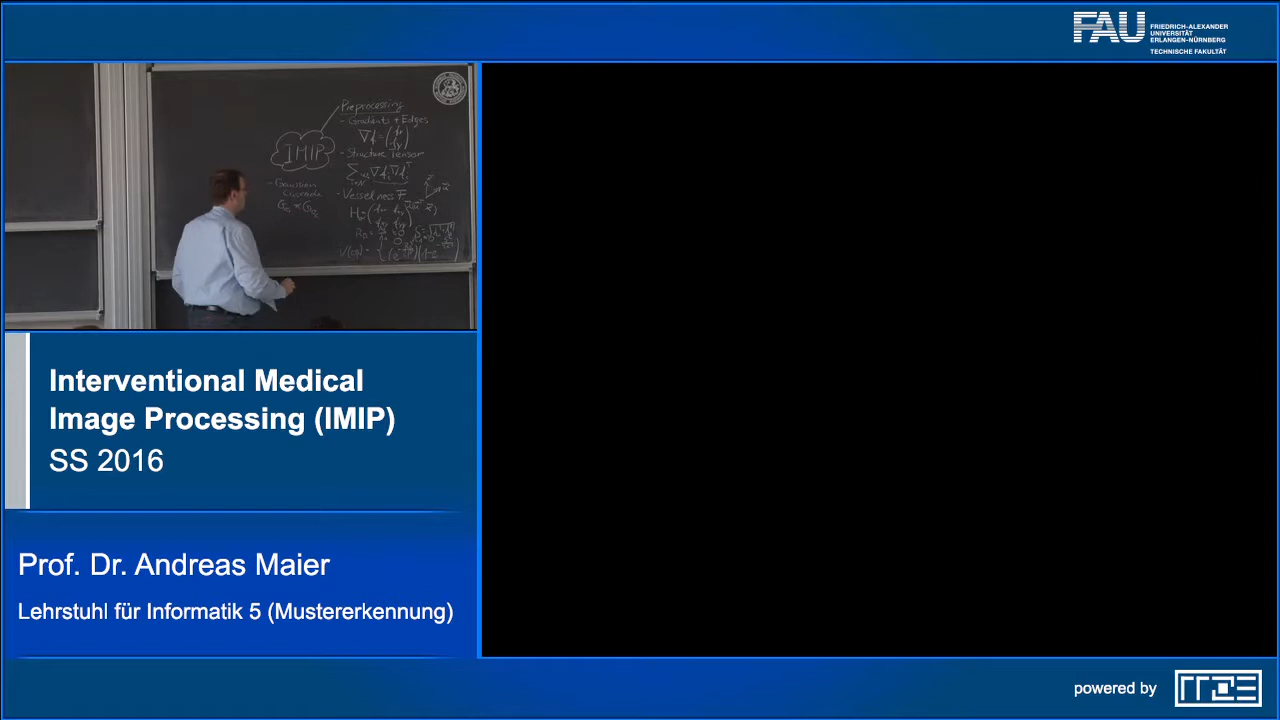 FAU
FRIEDRICH-ALEXANDER
UNIVERSITÄT
ERLANGEN-NÜRNBERG
TECHNISCHE FAKULTÄT
Preprocessing
- Gradients + Edges
IMIP
- Structure Tensor
- Gaussian
- Vesselness F
Interventional Medical
Image Processing (IMIP)
SS 2016
Prof. Dr. Andreas Maier
Lehrstuhl für Informatik 5 (Mustererkennung)
powered by